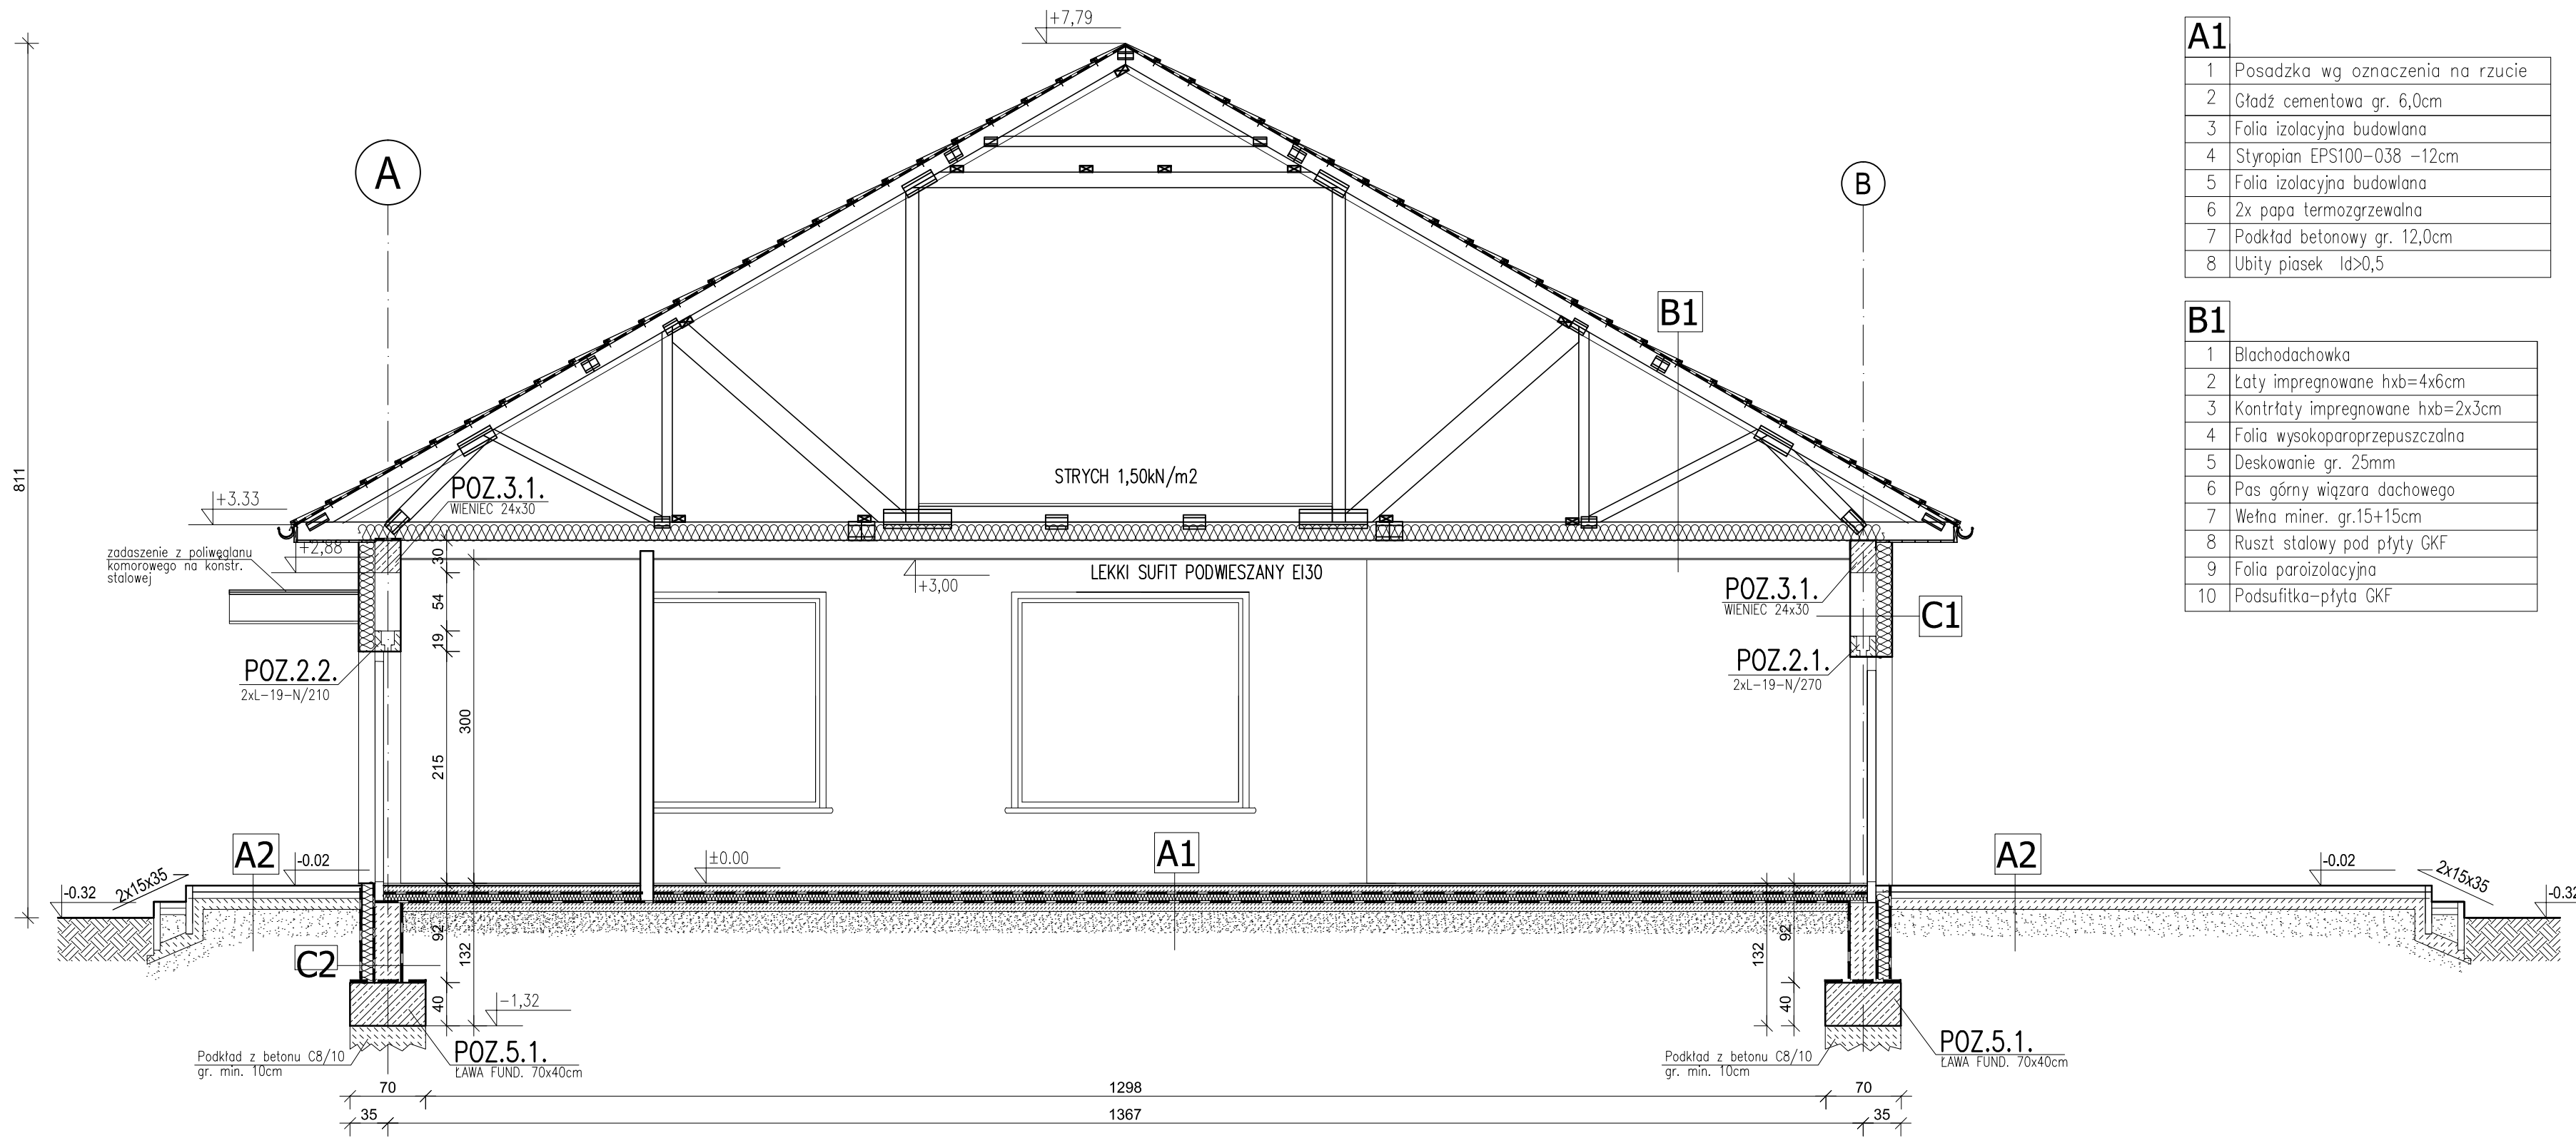 +7,79
A1
1 Posadzka wg oznaczenia na rzucie
2 Gładź cementowa gr. 6,0cm
3 Folia izolacyjna budowlana
4 Styropian EPS100-038 -12cm
5 Folia izolacyjna budowlana
6 2x papa termozgrzewalna
7 Podkład betonowy gr. 12,0cm
8 Ubity piasek Id>0,5
B1
1 Blachodachowka
2 Łaty impregnowane hxb=4x6cm
3 Kontrłaty impregnowane hxb=2x3cm
4 Folia wysokoparoprzepuszczalna
5 Deskowanie gr. 25mm
6 Pas górny wiązara dachowego
7 Wełna miner. gr.15+15cm
8 Ruszt stalowy pod płyty GKF
9 Folia paroizolacyjna
10 Podsufitka-płyta GKF
A
B
B1
811
STRYCH 1,50kN/m2
POZ.3.1.
WIENIEC 24x30
+3.33
+2,88
zadaszenie z poliwęglanu
komorowego na konstr.
stalowej
30
54
19
300
215
+3,00
LEKKI SUFIT PODWIESZANY EI30
POZ.3.1.
WIENIEC 24x30
C1
POZ.2.2.
2xL-19-N/210
POZ.2.1.
2xL-19-N/270
A2
-0.02
±0.00
A1
A2
-0.02
-0.32
2x15x35
2x15x35
-0.32
C2
92
132
40
-1,32
132
92
40
Podkład z betonu C8/10
gr. min. 10cm
POZ.5.1.
ŁAWA FUND. 70x40cm
Podkład z betonu C8/10
gr. min. 10cm
POZ.5.1.
ŁAWA FUND. 70x40cm
70
1298
70
35
1367
35